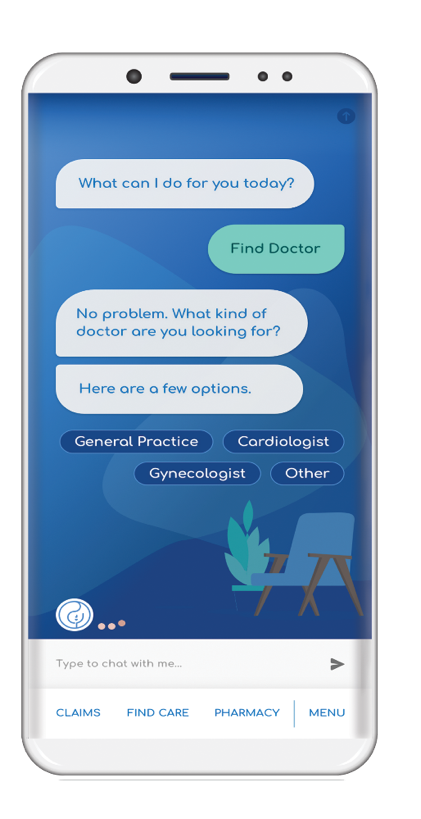 What can I do for you today?
Find Doctor
No problem. What kind of
doctor are you looking for?
Here are a few options.
General Practice Cardiologist
Gynecologist Other
Type to chat with me...
CLAIMS FIND CARE PHARMACY MENU